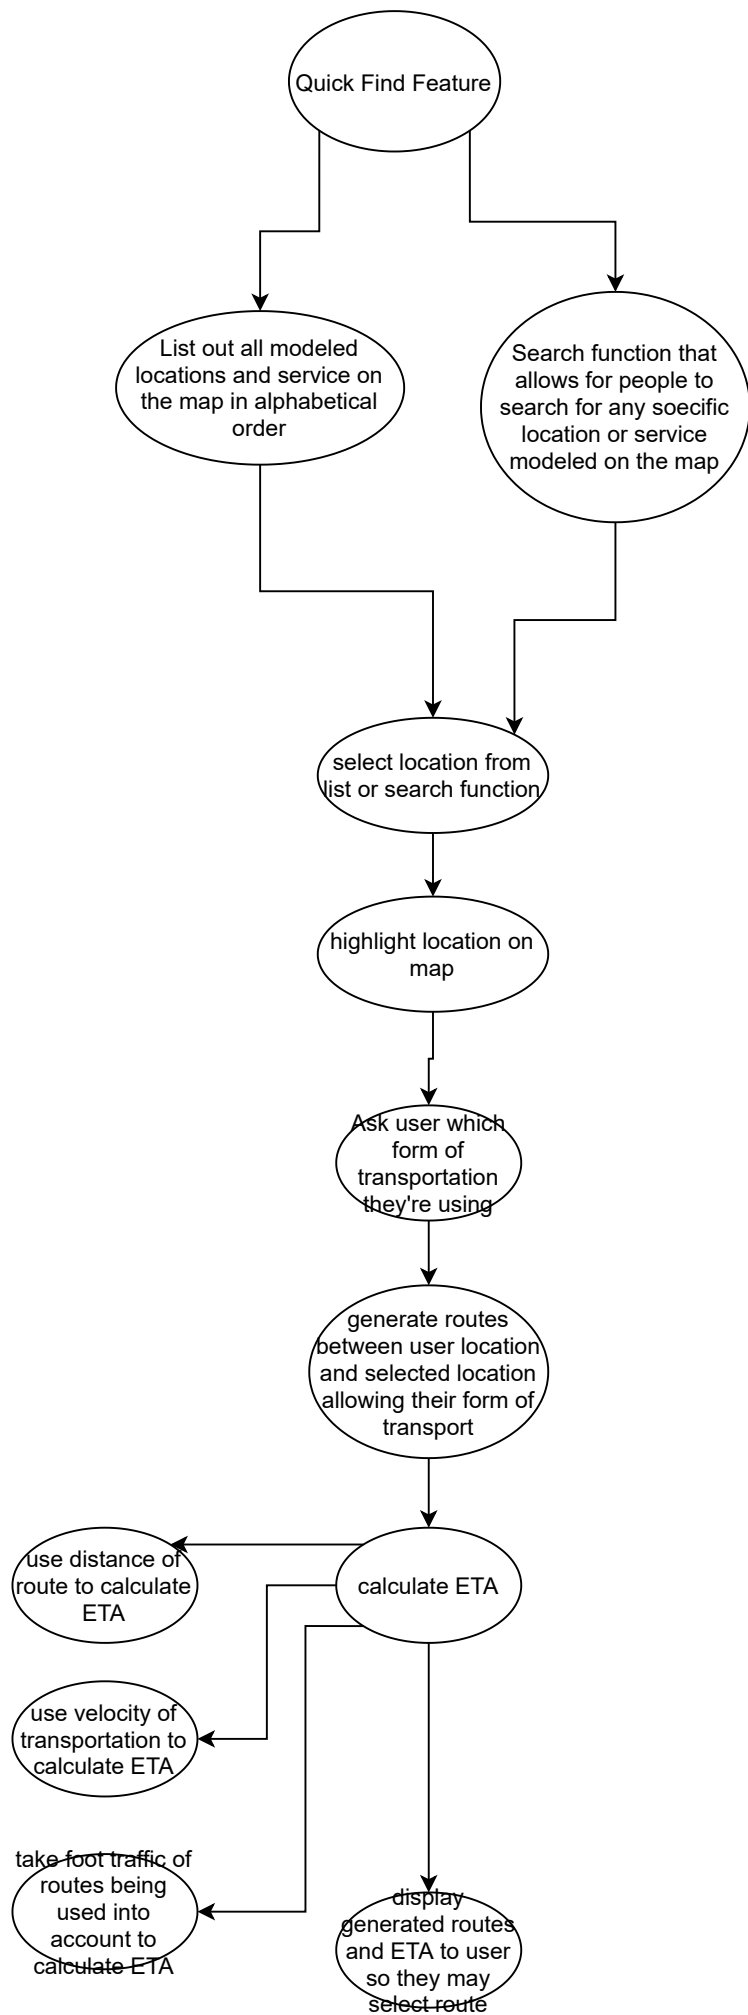 Quick Find Feature
List out all modeled
locations and service on
the map in alphabetical
order
Search function that
allows for people to
search for any soecific
location or service
modeled on the map
select location from
list or search function
highlight location on
map
Ask user which
form of
transportation
they're using
generate routes
between user location
and selected location
allowing their form of
transport
calculate ETA
use distance of
route to calculate
ETA
use velocity of
transportation to
calculate ETA
take foot traffic of
routes being
used into
account to
calculate ETA
display
generated routes
and ETA to user
so they may
select route